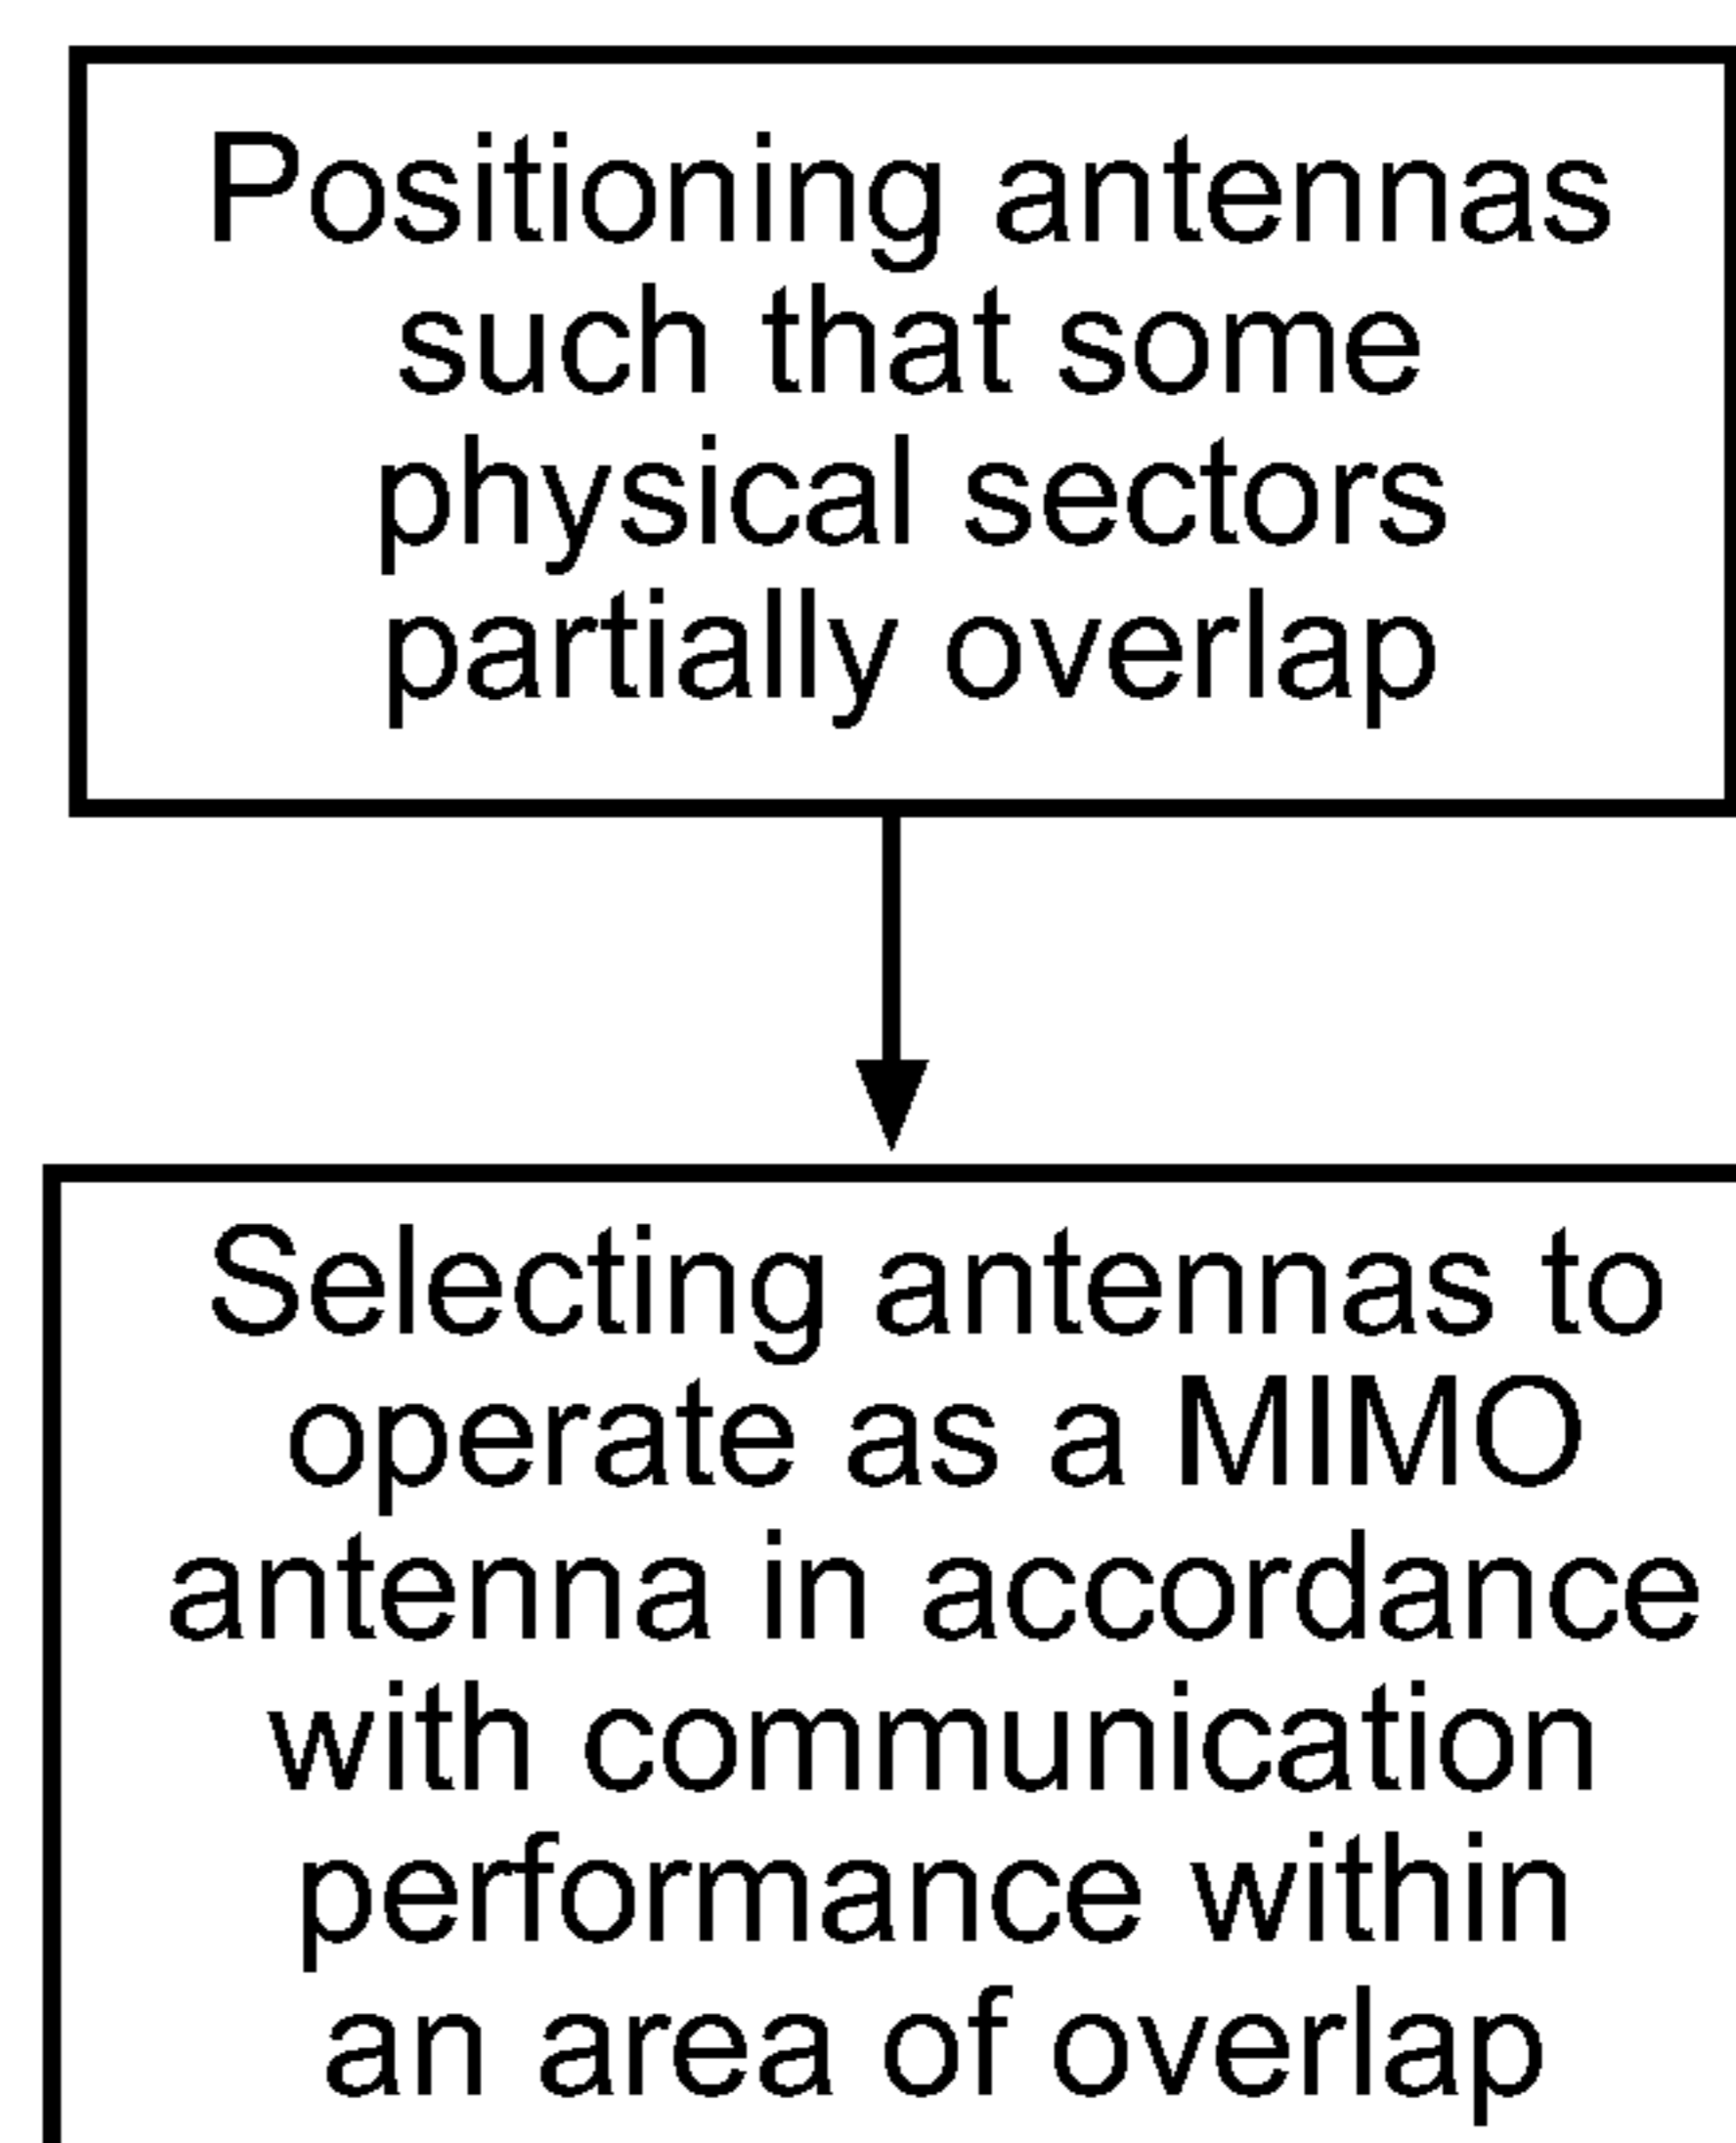 Positioning antennas
such that some
physical sectors
partially overlap
Selecting antennas to
operate as a MIMO
antenna in accordance
with communication
performance within
an area of overlap